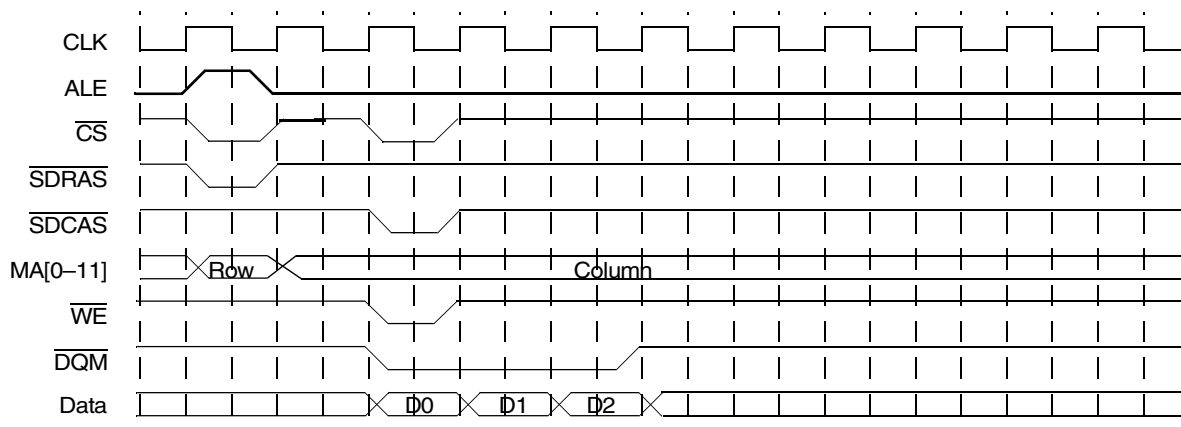 CLK
ALE
CS
SDRAS
SDCAS
MA[0–11] Row Column
WE
DQM
Data D0 D1 D2